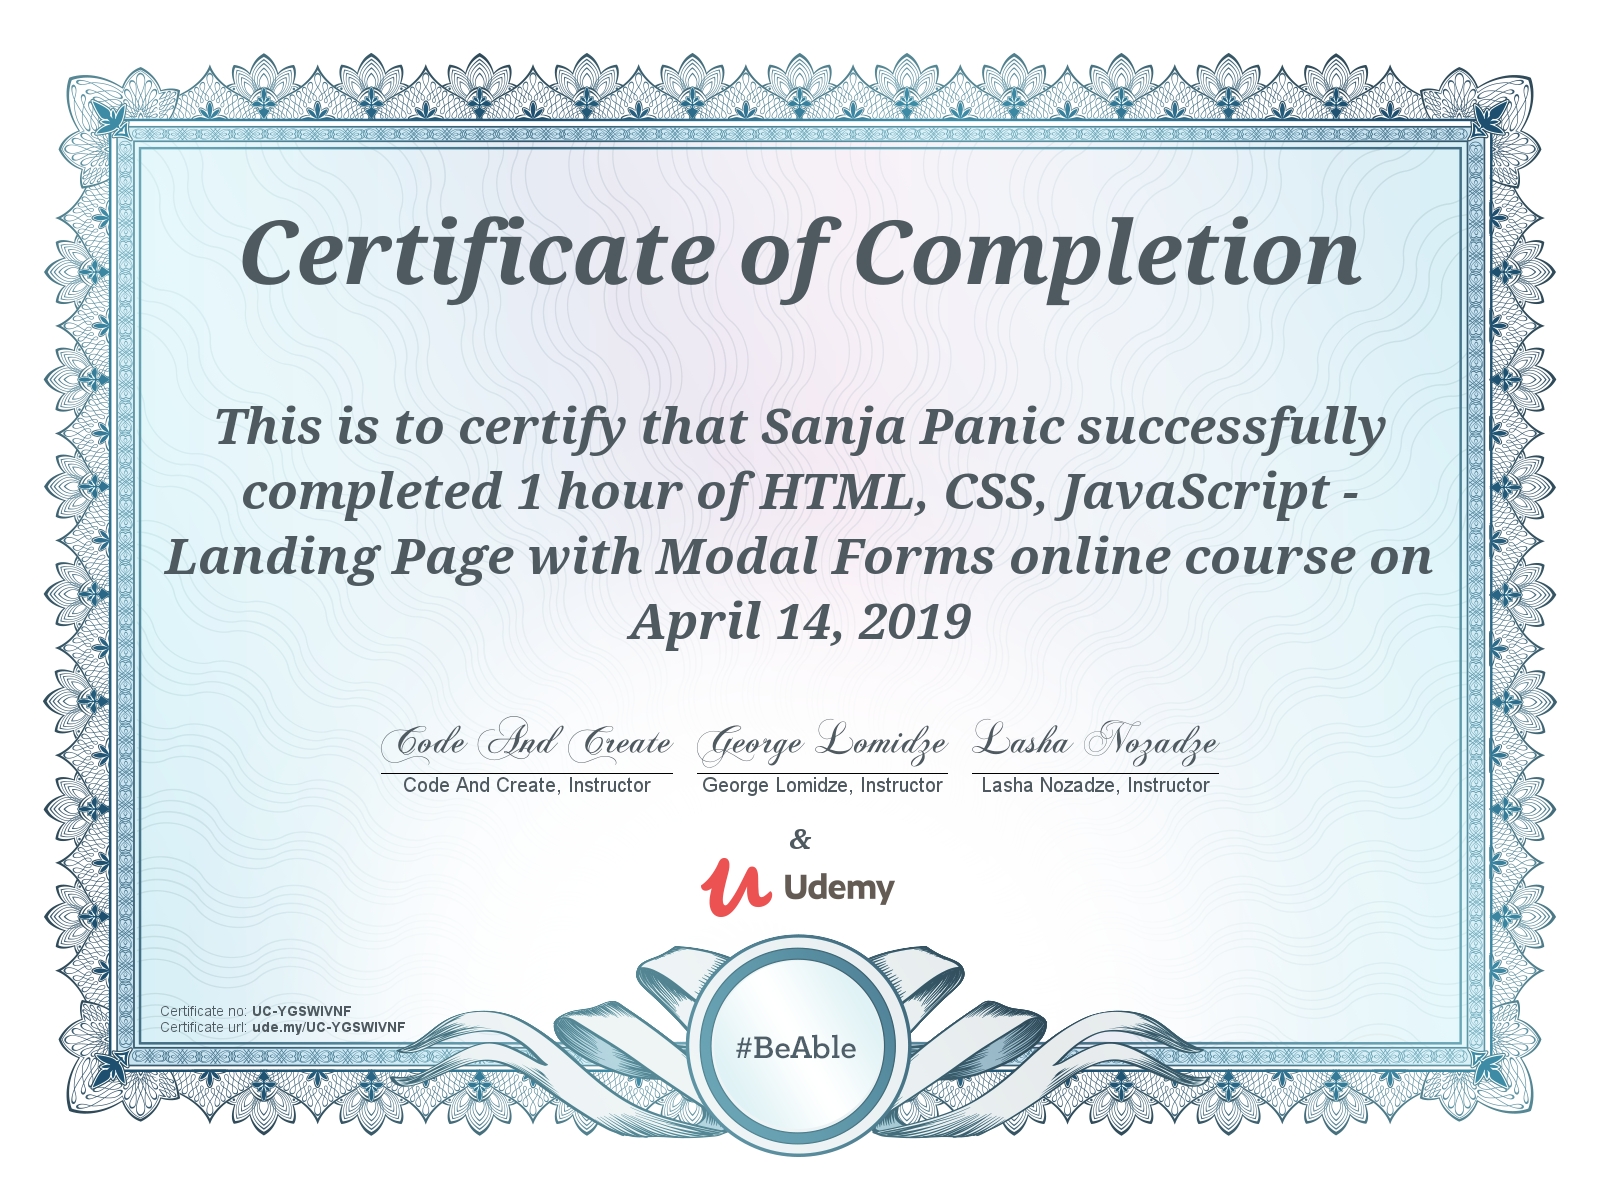 Certificate of Completion
This is to certify that Sanja Panic successfully
completed 1 hour of HTML, CSS, JavaScript -
Landing Page with Modal Forms online course on
April 14, 2019
Code And Create George Lomidze Lasha Nozadze
Code And Create, Instructor George Lomidze, Instructor Lasha Nozadze, Instructor
&
Udemy
Certificate no: UC-YGSWIVNF
Certificate url: ude.my/UC-YGSWIVNF
#BeAble